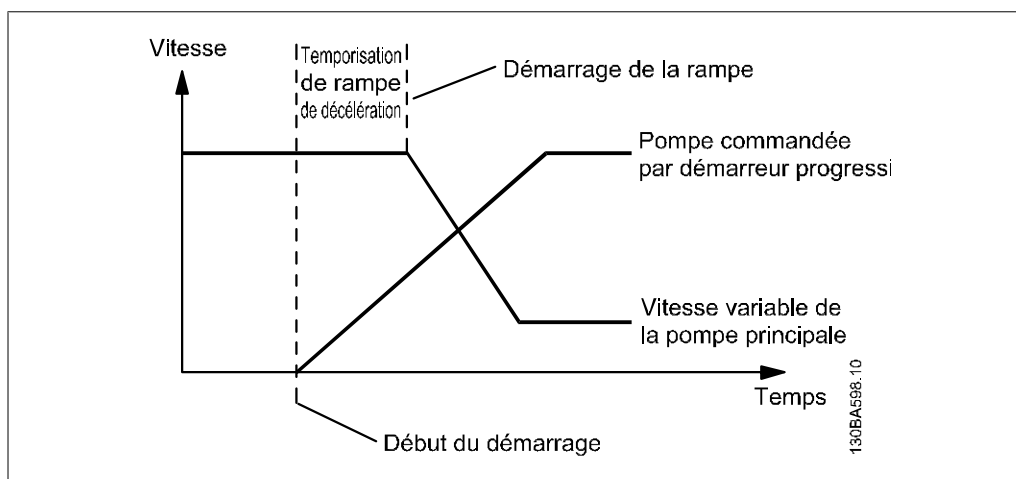 Vitesse
Temporisation
de rampe
de décélération
Démarrage de la rampe
Pompe commandée
par démarreur progressi
Vitesse variable de
la pompe principale
Temps
Début du démarrage
130BA598.10